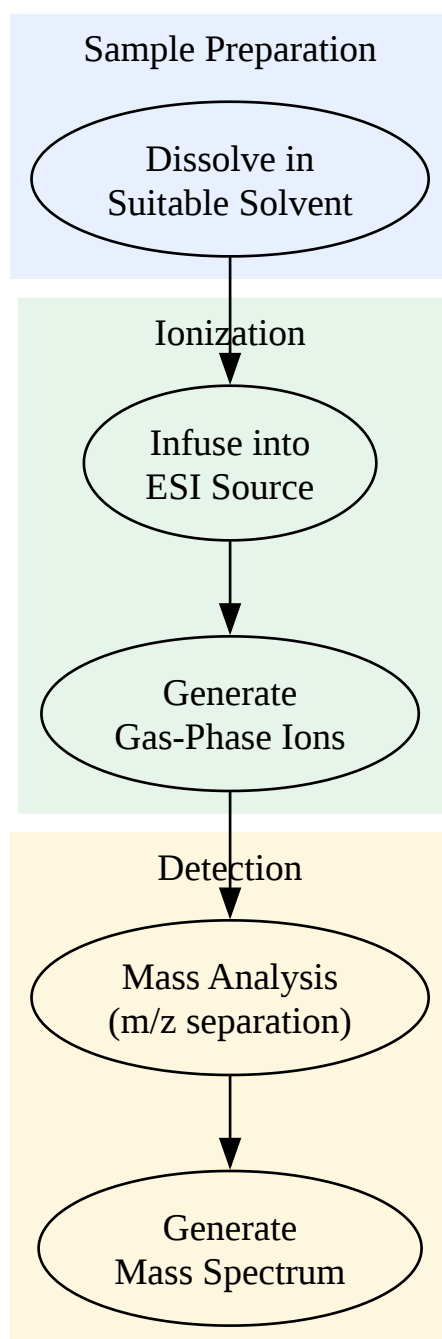 Sample Preparation
Dissolve in
Suitable Solvent
Ionization
Infuse into
ESI Source
Generate
Gas-Phase Ions
Detection
Mass Analysis
(m/z separation)
Generate
Mass Spectrum